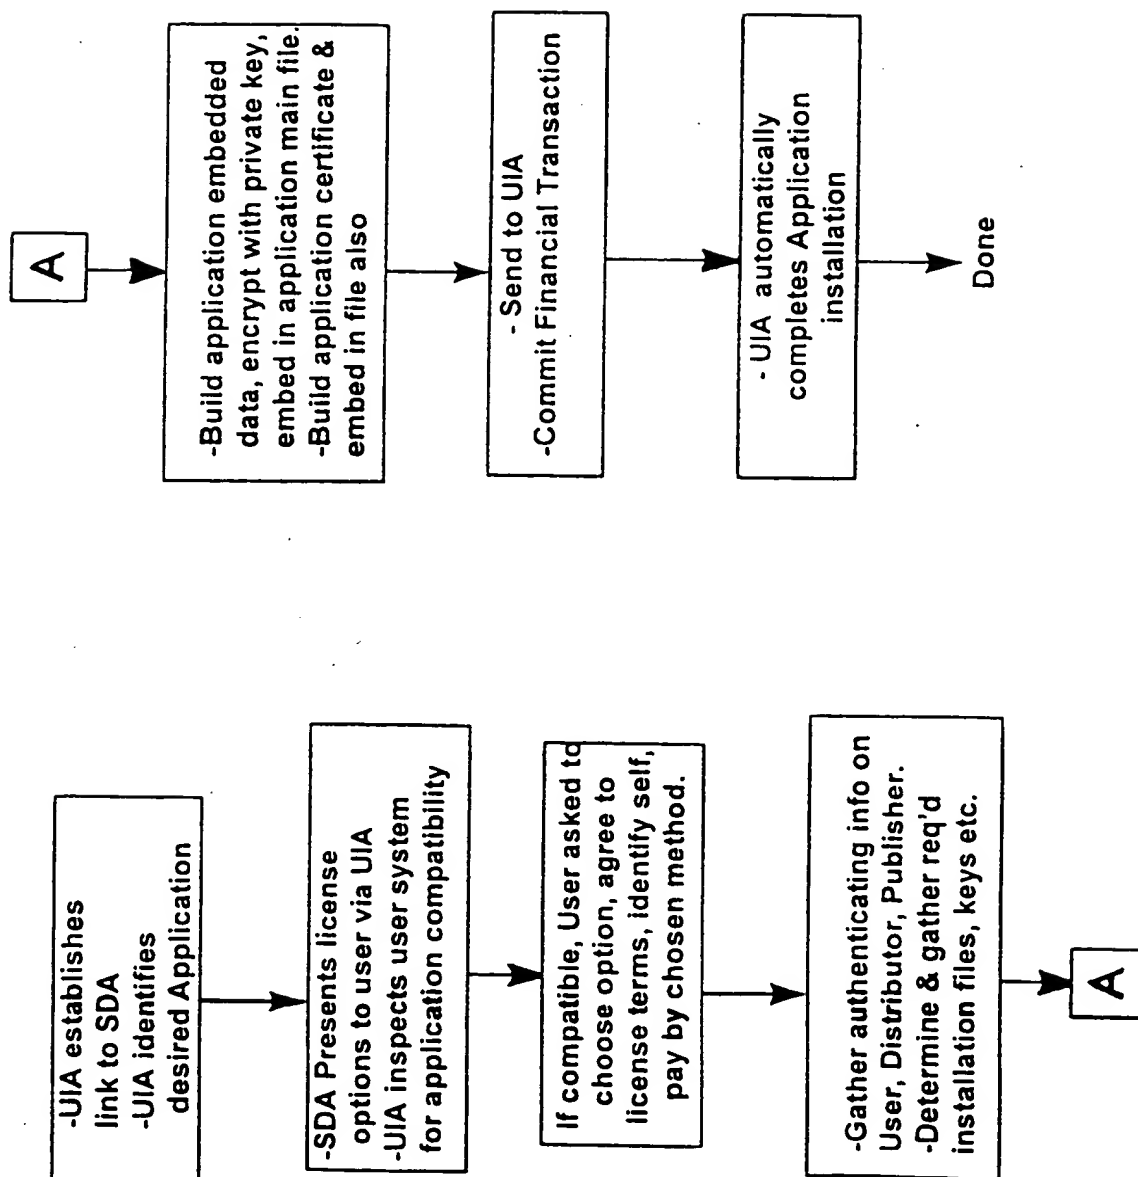 -UIA establishes
link to SDA
-UIA identifies
desired Application
-SDA Presents license
options to user via UIA
-UIA inspects user system
for application compatibility
If compatible, User asked to
choose option, agree to
license terms, identify self,
pay by chosen method.
-Gather authenticating info on
User, Distributor, Publisher.
-Determine & gather req'd
installation files, keys etc.
A
A
-Build application embedded
data, encrypt with private key,
embed in application main file.
-Build application certificate &
embed in file also
- Send to UIA
-Commit Financial Transaction
- UIA automatically
completes Application
installation
Done